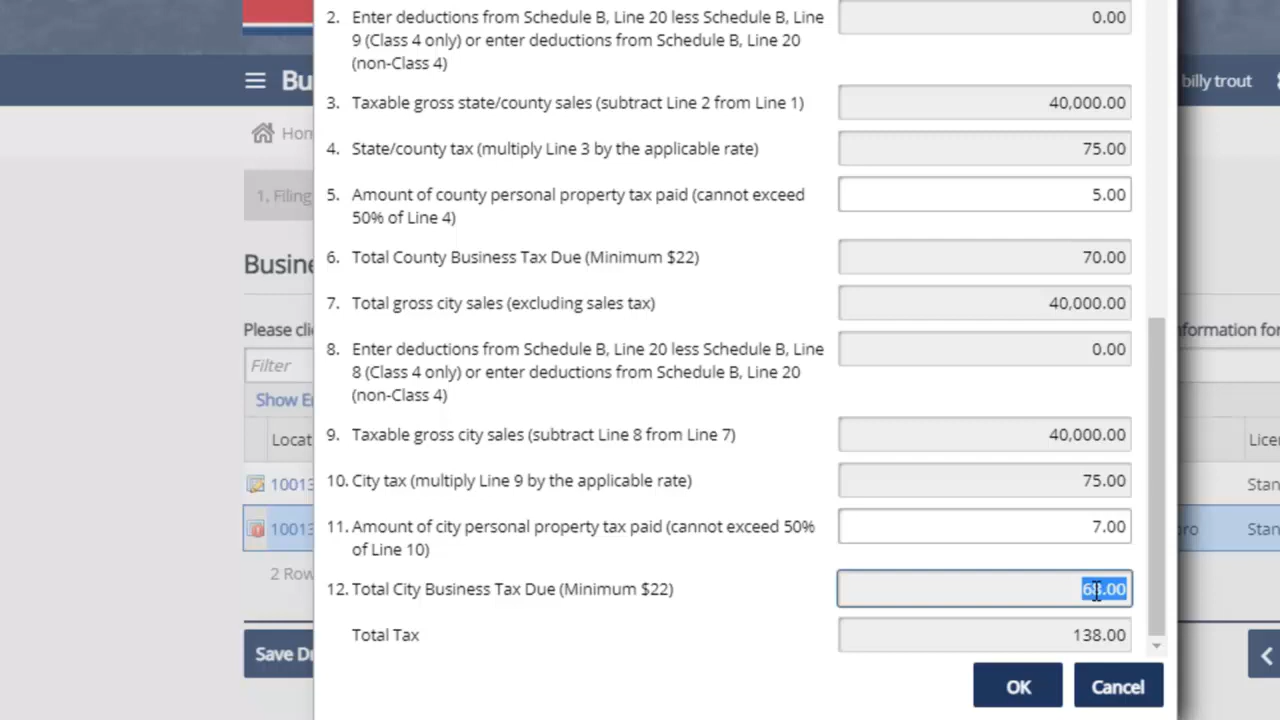 2. Enter deductions from Schedule B, Line 20 less Schedule B, Line 0.00
9 (Class 4 only) or enter deductions from Schedule B, Line 20
(non-Class 4)
Bu
billy trout
3. Taxable gross state/county sales (subtract Line 2 from Line 1) 40,000.00
Hon
4. State/county tax (multiply Line 3 by the applicable rate) 75.00
1. Filing
5. Amount of county personal property tax paid (cannot exceed 5.00
50% of Line 4)
Busine
6. Total County Business Tax Due (Minimum $22) 70.00
7. Total gross city sales (excluding sales tax) 40,000.00
Please cli
nformation for
8. Enter deductions from Schedule B, Line 20 less Schedule B, Line 0.00
8 (Class 4 only) or enter deductions from Schedule B, Line 20
(non-Class 4)
Filter
Show E
9. Taxable gross city sales (subtract Line 8 from Line 7) 40,000.00
Locat
Lice
10. City tax (multiply Line 9 by the applicable rate) 75.00
10013
Stan
11. Amount of city personal property tax paid (cannot exceed 50% 7.00
of Line 10)
10013
oro
Stan
2 Row
12. Total City Business Tax Due (Minimum $22) 68.00
Total Tax 138.00
Save Dr
OK Cancel